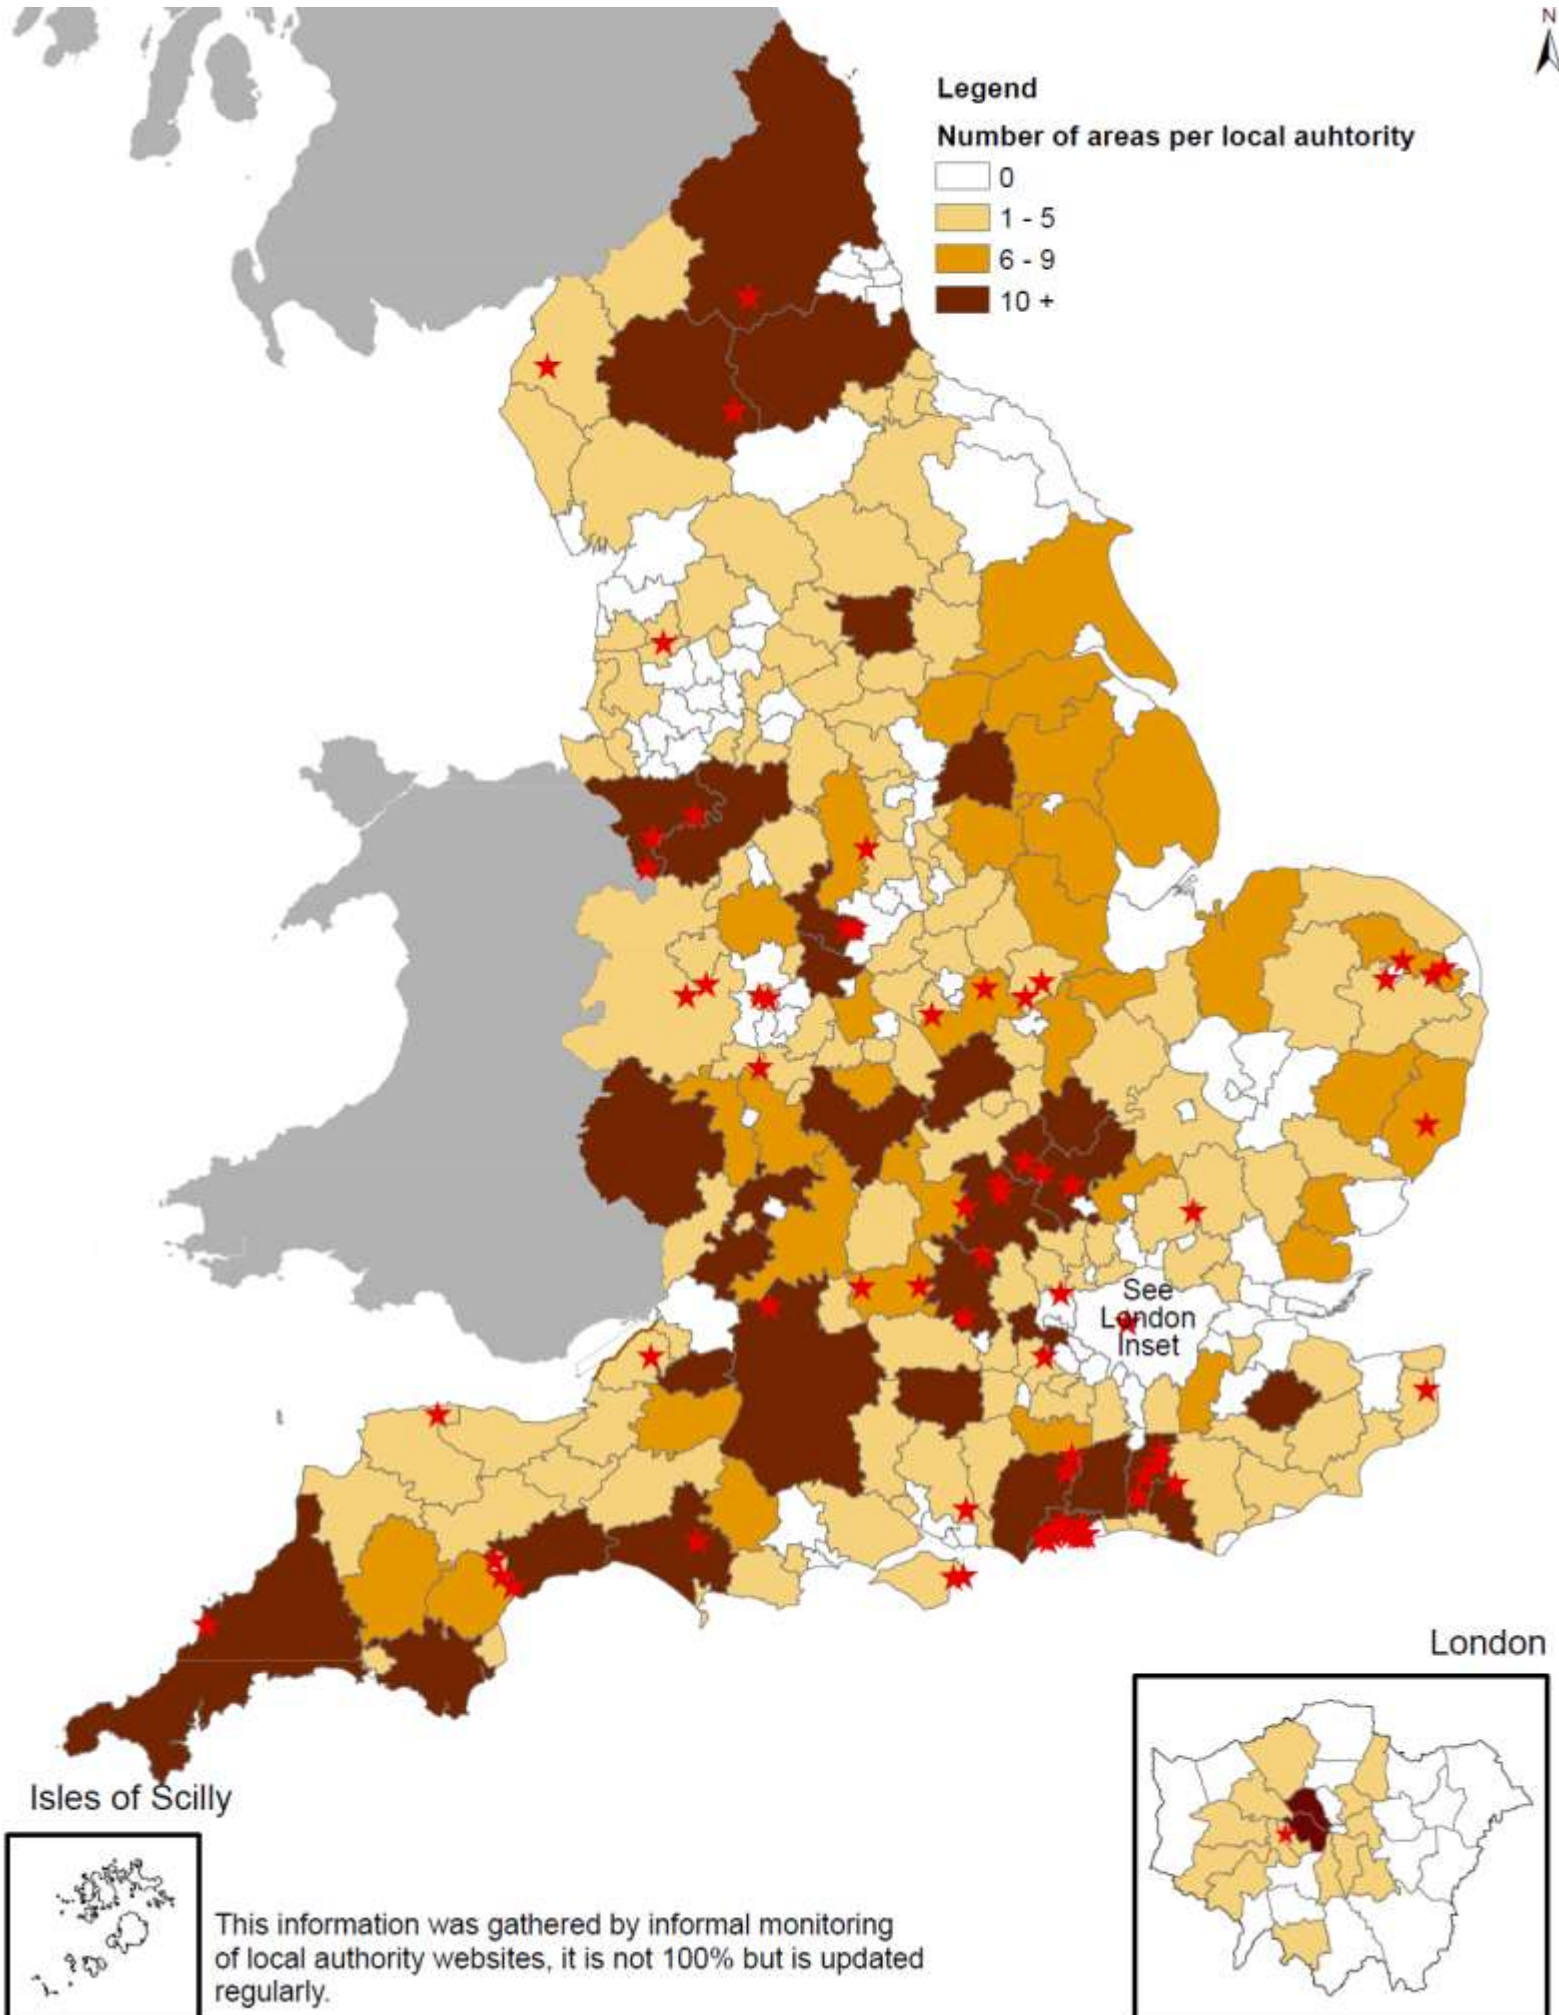 N
Legend
Number of areas per local auhtority
0
1 - 5
6 - 9
10 +
See
London
Inset
London
Isles of Scilly
This information was gathered by informal monitoring
of local authority websites, it is not 100% but is updated
regularly.